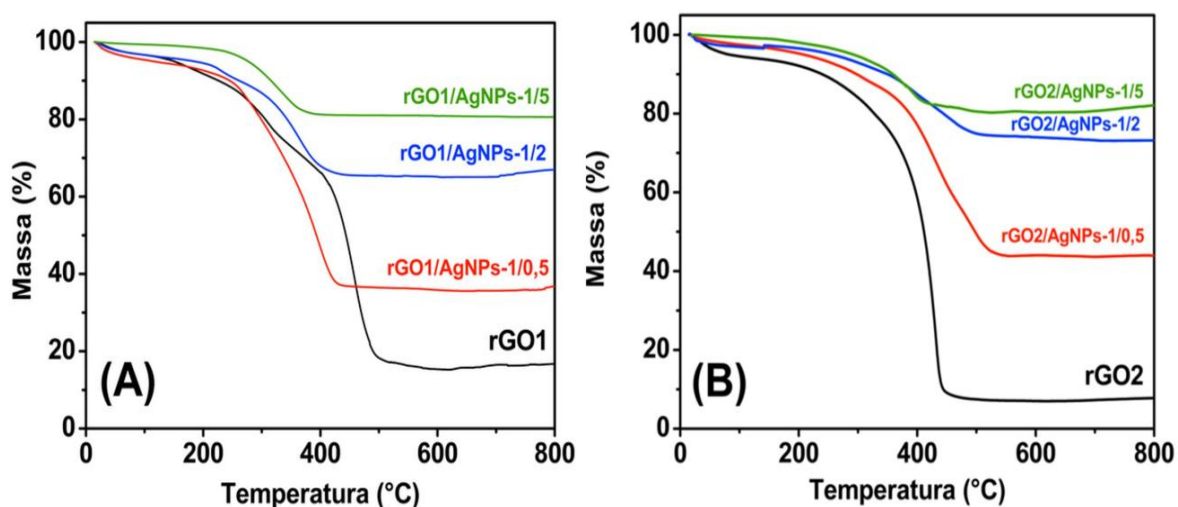 100
80
60
40
20
0
Massa (%)
rGO1/AgNPs-1/5
rGO1/AgNPs-1/2
rGO1/AgNPs-1/0,5
rGO1
(A)
0 200 400 600 800
Temperatura (°C)
100
80
60
40
20
0
Massa (%)
rGO2/AgNPs-1/5
rGO2/AgNPs-1/2
rGO2/AgNPs-1/0,5
rGO2
(B)
0 200 400 600 800
Temperatura (°C)